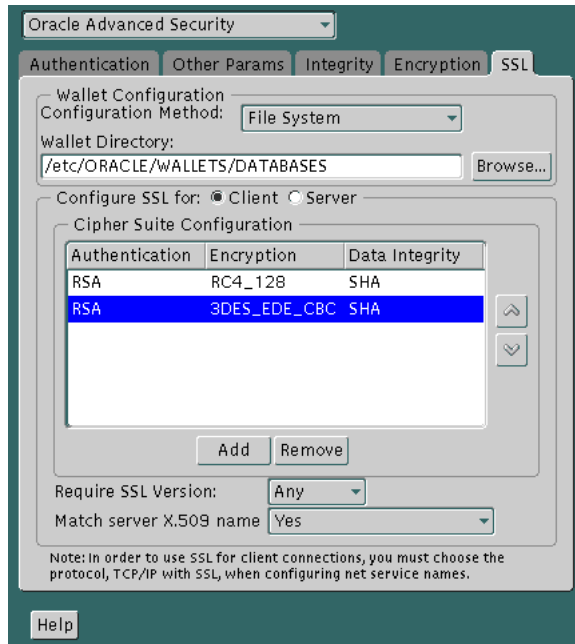 Oracle Advanced Security
Authentication Other Params Integrity Encryption SSL
Wallet Configuration
Configuration Method: File System
Wallet Directory:
/etc/ORACLE/WALLETS/DATABASES Browse...
Configure SSL for: Client Server
Cipher Suite Configuration
Authentication Encryption Data Integrity
RSA RC4_128 SHA
RSA 3DES_EDE_CBC SHA
Add Remove
Require SSL Version: Any
Match server X.509 name Yes
Note: In order to use SSL for client connections, you must choose the
protocol, TCP/IP with SSL, when configuring net service names.
Help